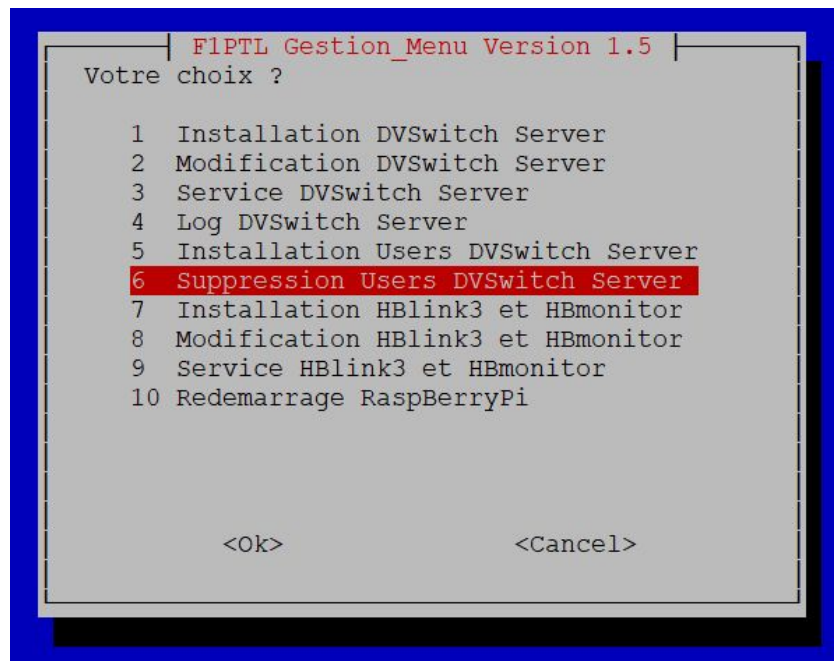 F1PTL Gestion_Menu Version 1.5
Votre choix ?
1 Installation DVSwitch Server
2 Modification DVSwitch Server
3 Service DVSwitch Server
4 Log DVSwitch Server
5 Installation Users DVSwitch Server
6 Suppression Users DVSwitch Server
7 Installation HBlink3 et HBmonitor
8 Modification HBlink3 et HBmonitor
9 Service HBlink3 et HBmonitor
10 Redemarrage RaspBerryPi
<Ok> <Cancel>